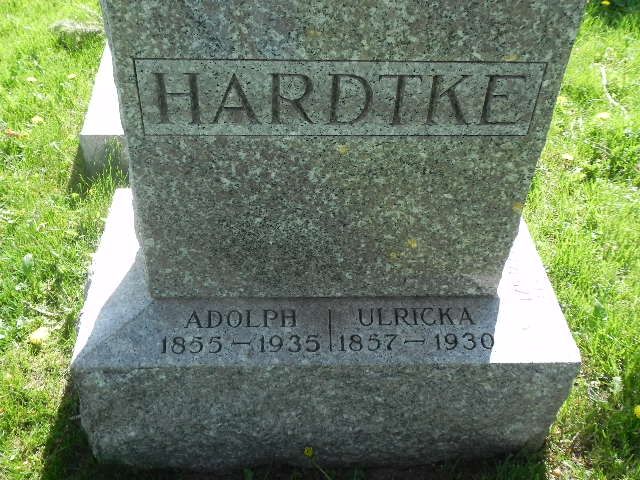 HARDTKE
ADOLPH | ULRICKA
1855 — 1935 | 1857 — 1930